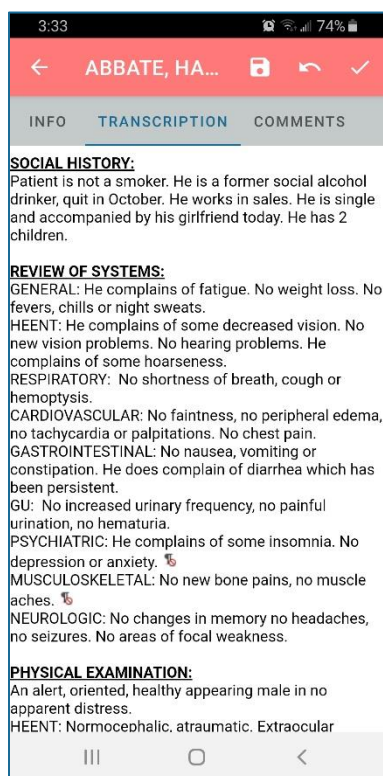 3:33
74%
ABBATE, HA...
INFO TRANSCRIPTION COMMENTS
SOCIAL HISTORY:
Patient is not a smoker. He is a former social alcohol
drinker, quit in October. He works in sales. He is single
and accompanied by his girlfriend today. He has 2
children.
REVIEW OF SYSTEMS:
GENERAL: He complains of fatigue. No weight loss. No
fevers, chills or night sweats.
HEENT: He complains of some decreased vision. No
new vision problems. No hearing problems. He
complains of some hoarseness.
RESPIRATORY:  No shortness of breath, cough or
hemoptysis.
CARDIOVASCULAR: No faintness, no peripheral edema,
no tachycardia or palpitations. No chest pain.
GASTROINTESTINAL: No nausea, vomiting or
constipation. He does complain of diarrhea which has
been persistent.
GU:  No increased urinary frequency, no painful
urination, no hematuria.
PSYCHIATRIC: He complains of some insomnia. No
depression or anxiety.
MUSCULOSKELETAL: No new bone pains, no muscle
aches.
NEUROLOGIC: No changes in memory no headaches,
no seizures. No areas of focal weakness.
PHYSICAL EXAMINATION:
An alert, oriented, healthy appearing male in no
apparent distress.
HEENT: Normocephalic, atraumatic. Extraocular